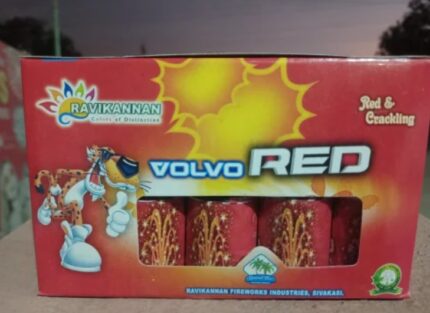 RAVIKANNAN
Colors of Distinction
Red &
Crackling
VOLVO RED
RAVIKANNAN FIREWORKS INDUSTRIES, SIVAKASI.